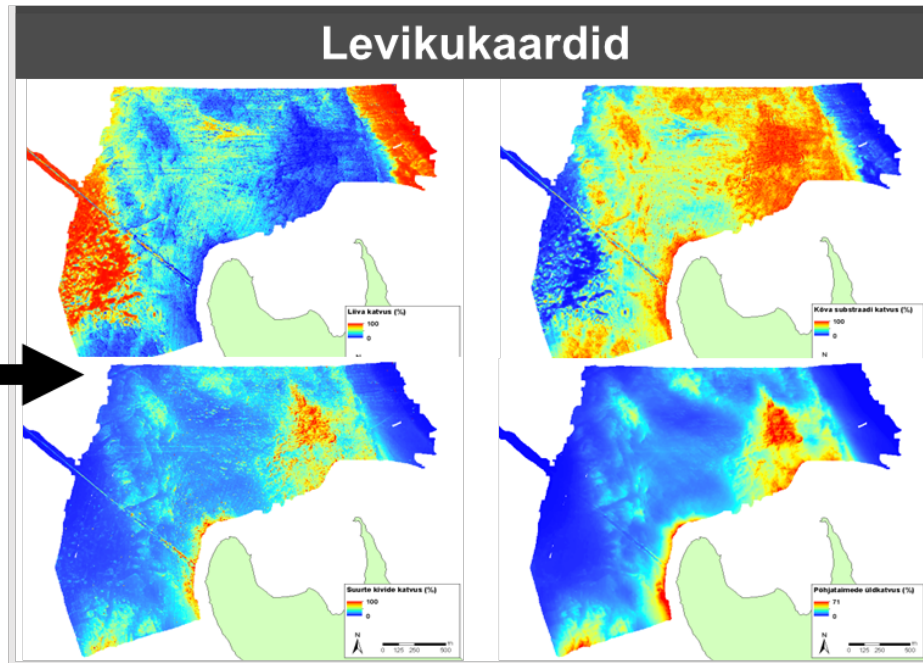 Levikukaardid
Liiva katvus (%)
100
0
N
Kõva substraadi katvus (%)
100
0
N
Suurte kivide katvus (%)
100
0
N
m
0 125 250 500
Põhjataimede üldkatvus (%)
71
0
N
m
0 125 250 500